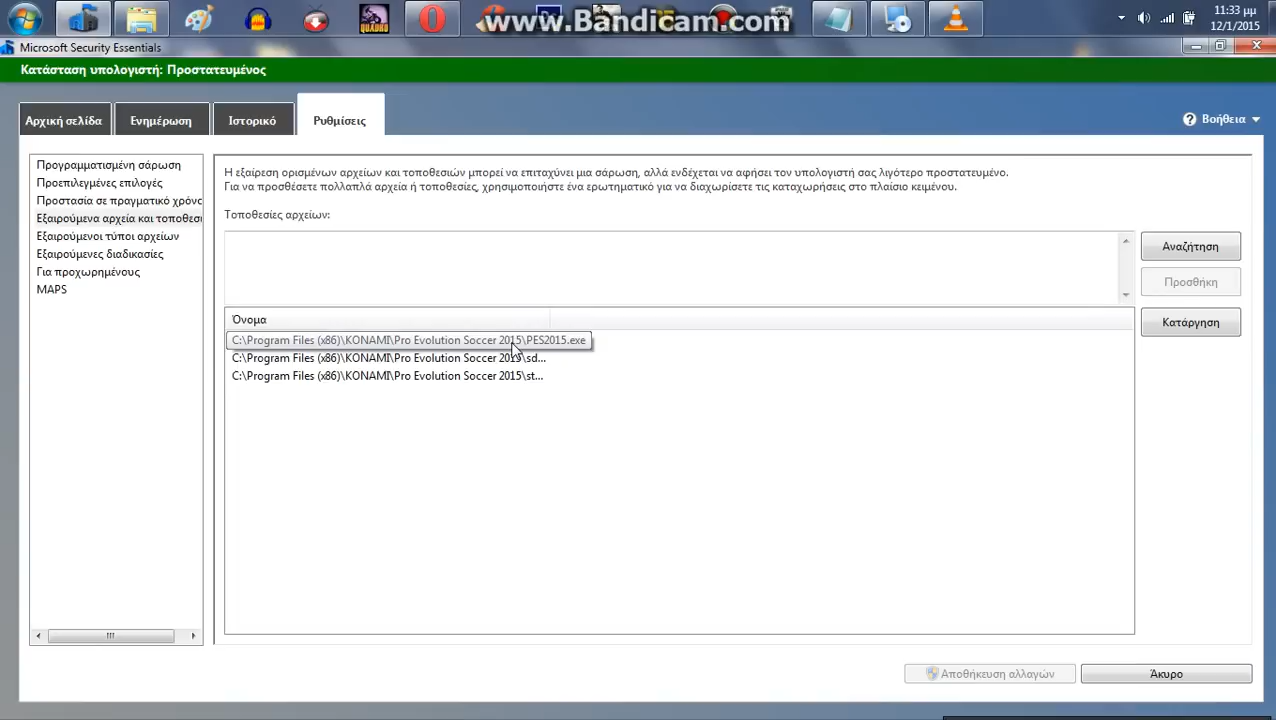 www.Bandicam.com
11:33 μμ
12/1/2015
Microsoft Security Essentials
Κατάσταση υπολογιστή: Προστατευμένος
Αρχική σελίδα
Ενημέρωση
Ιστορικό
Ρυθμίσεις
Βοήθεια
Προγραμματισμένη σάρωση
Προεπιλεγμένες επιλογές
Προστασία σε πραγματικό χρόνο
Εξαιρούμενα αρχεία και τοποθεσι
Εξαιρούμενοι τύποι αρχείων
Εξαιρούμενες διαδικασίες
Για προχωρημένους
MAPS
Η εξαίρεση ορισμένων αρχείων και τοποθεσιών μπορεί να επιταχύνει μια σάρωση, αλλά ενδέχεται να αφήσει τον υπολογιστή σας λιγότερο προστατευμένο.
Για να προσθέσετε πολλαπλά αρχεία ή τοποθεσίες, χρησιμοποιήστε ένα ερωτηματικό για να διαχωρίσετε τις καταχωρήσεις στο πλαίσιο κειμένου.
Τοποθεσίες αρχείων:
Αναζήτηση
Προσθήκη
Κατάργηση
Όνομα
C:\Program Files (x86)\KONAMI\Pro Evolution Soccer 2015\PES2015.exe
C:\Program Files (x86)\KONAMI\Pro Evolution Soccer 2015\sd...
C:\Program Files (x86)\KONAMI\Pro Evolution Soccer 2015\st...
Αποθήκευση αλλαγών
Άκυρο